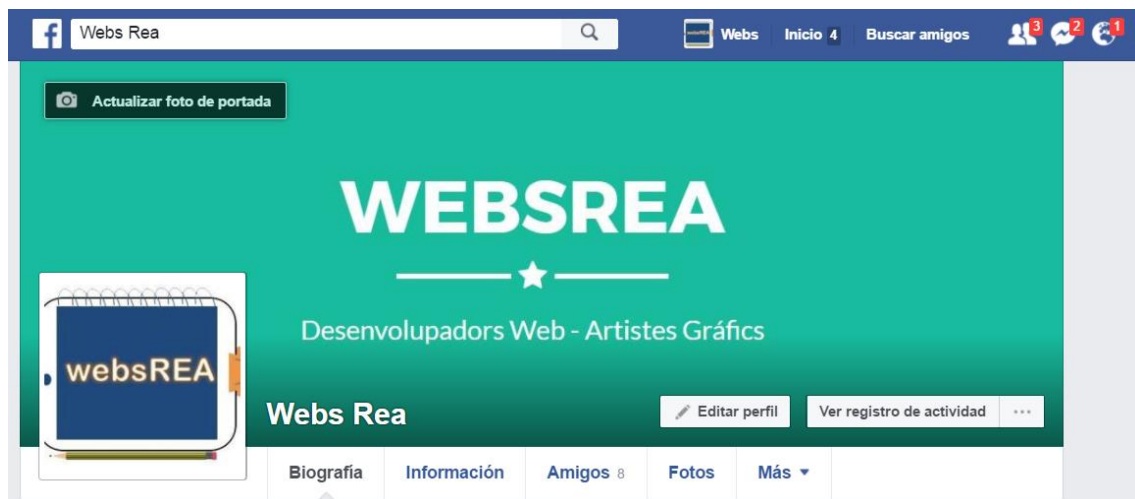 f Webs Rea Webs Inicio 4 Buscar amigos 3 2 1
Actualizar foto de portada
WEBSREA
Desenvolupadors Web - Artistes Gráfics
websREA
Webs Rea Editar perfil Ver registro de actividad ...
Biografía Información Amigos 8 Fotos Más